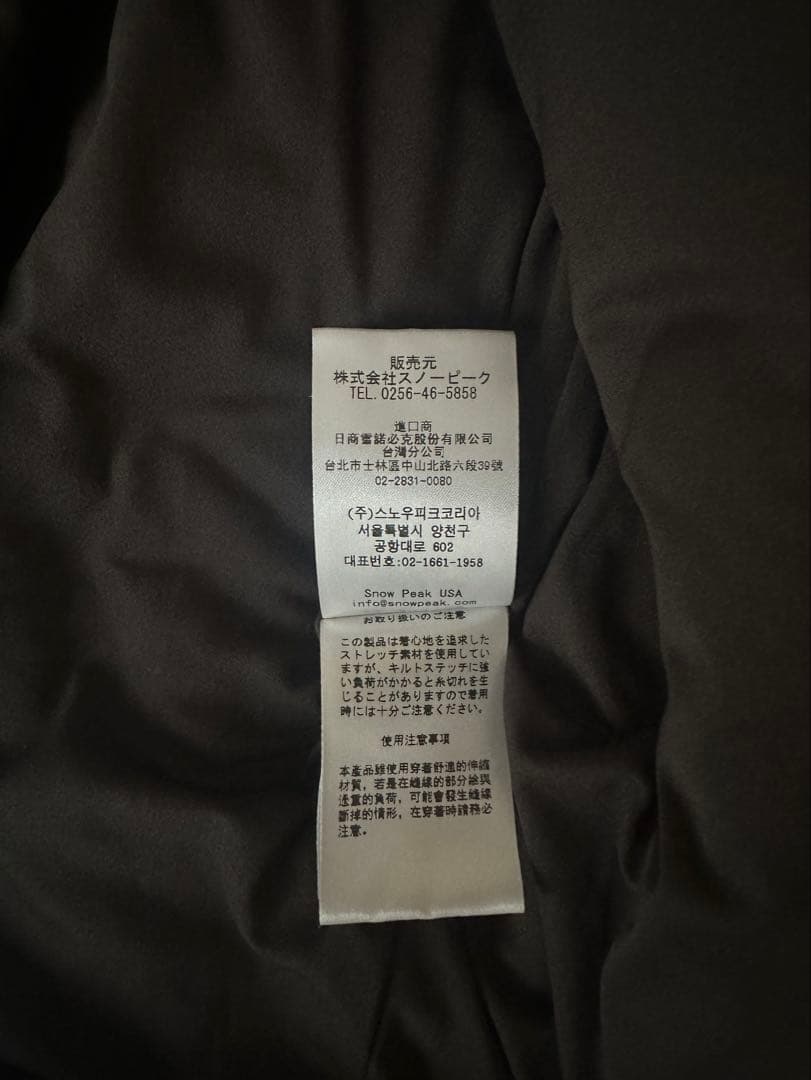 販売元
株式会社スノーピーク
TEL.0256-46-5858
進口商
日商雪諾必克股份有限公司
台灣分公司
台北市士林區中山北路六段39號
02-2831-0080
(주)스노우피크코리아
서울특별시 양천구
공항대로 602
대표번호:02-1661-1958
Snow Peak USA
info@snowpeak.com
お取り扱いのご注意
この製品は着心地を追求した
ストレッチ素材を使用してい
ますが、キルトステッチに強
い負荷がかかると糸切れを生
じることがありますので着用
時には十分ご注意ください。
使用注意事項
本產品雖使用穿著舒適的伸縮
材質，若是在縫線的部分給與
過重的負荷，可能會發生縫線
斷掉的情形，在穿著時請務必
注意。